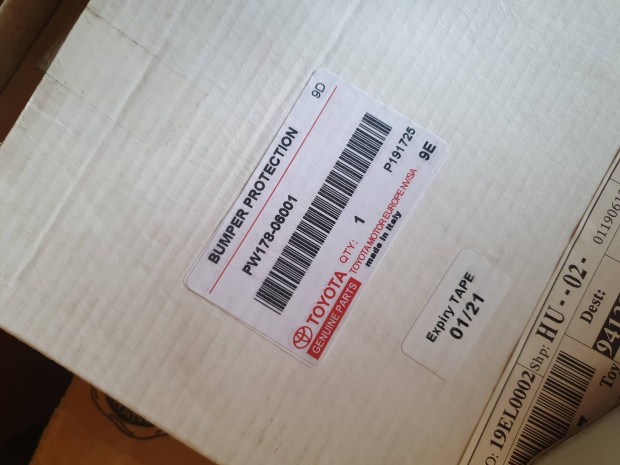 9D
BUMPER PROTECTION
PW178-06001
P191725
9E
TOYOTA
QTY: 1
GENUINE PARTS
TOYOTA MOTOR EUROPE NV/SA
made in Italy
Expiry TAPE
01/21
19EL0002
Shp: HU--02-
Dest: